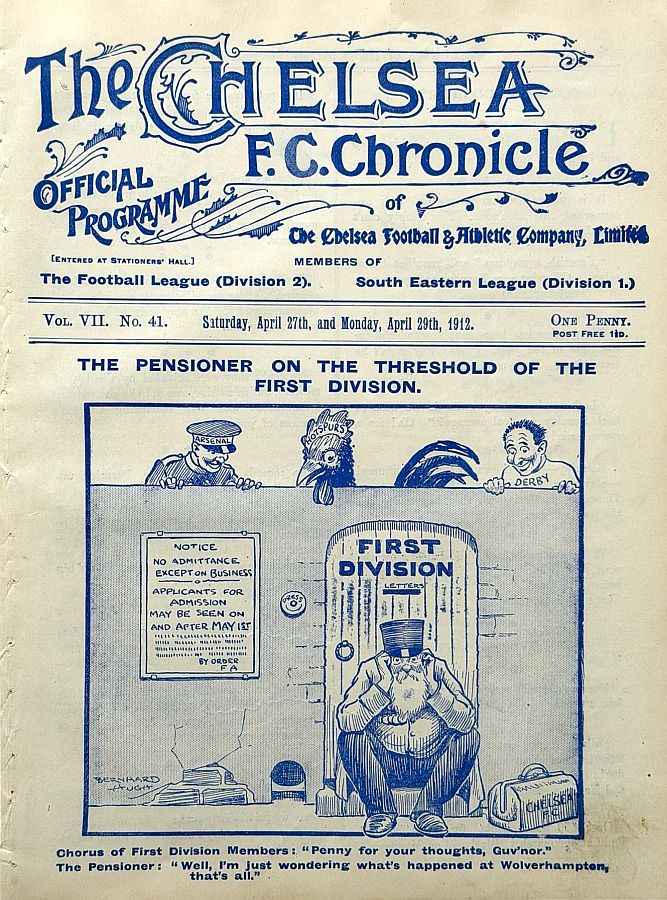 The Chelsea
F.C. Chronicle
Official
Programme
of
The Chelsea Football & Athletic Company, Limited
[Entered at Stationers' Hall.]
MEMBERS OF
The Football League (Division 2).
South Eastern League (Division 1.)
Vol. VII. No. 41.
Saturday, April 27th, and Monday, April 29th, 1912.
One Penny.
Post Free 1½D.
THE PENSIONER ON THE THRESHOLD OF THE
FIRST DIVISION.
ARSENAL
HOTSPURS
DERBY
NOTICE
NO ADMITTANCE
EXCEPT ON BUSINESS
APPLICANTS FOR
ADMISSION
MAY BE SEEN ON
AND AFTER MAY 1ST
BY ORDER
F A
PRESS
FIRST
DIVISION
LETTERS
BERNHARD
HUGH
CHELSEA
F.C.
Chorus of First Division Members: "Penny for your thoughts, Guv'nor."
The Pensioner: "Well, I'm just wondering what's happened at Wolverhampton,
that's all."